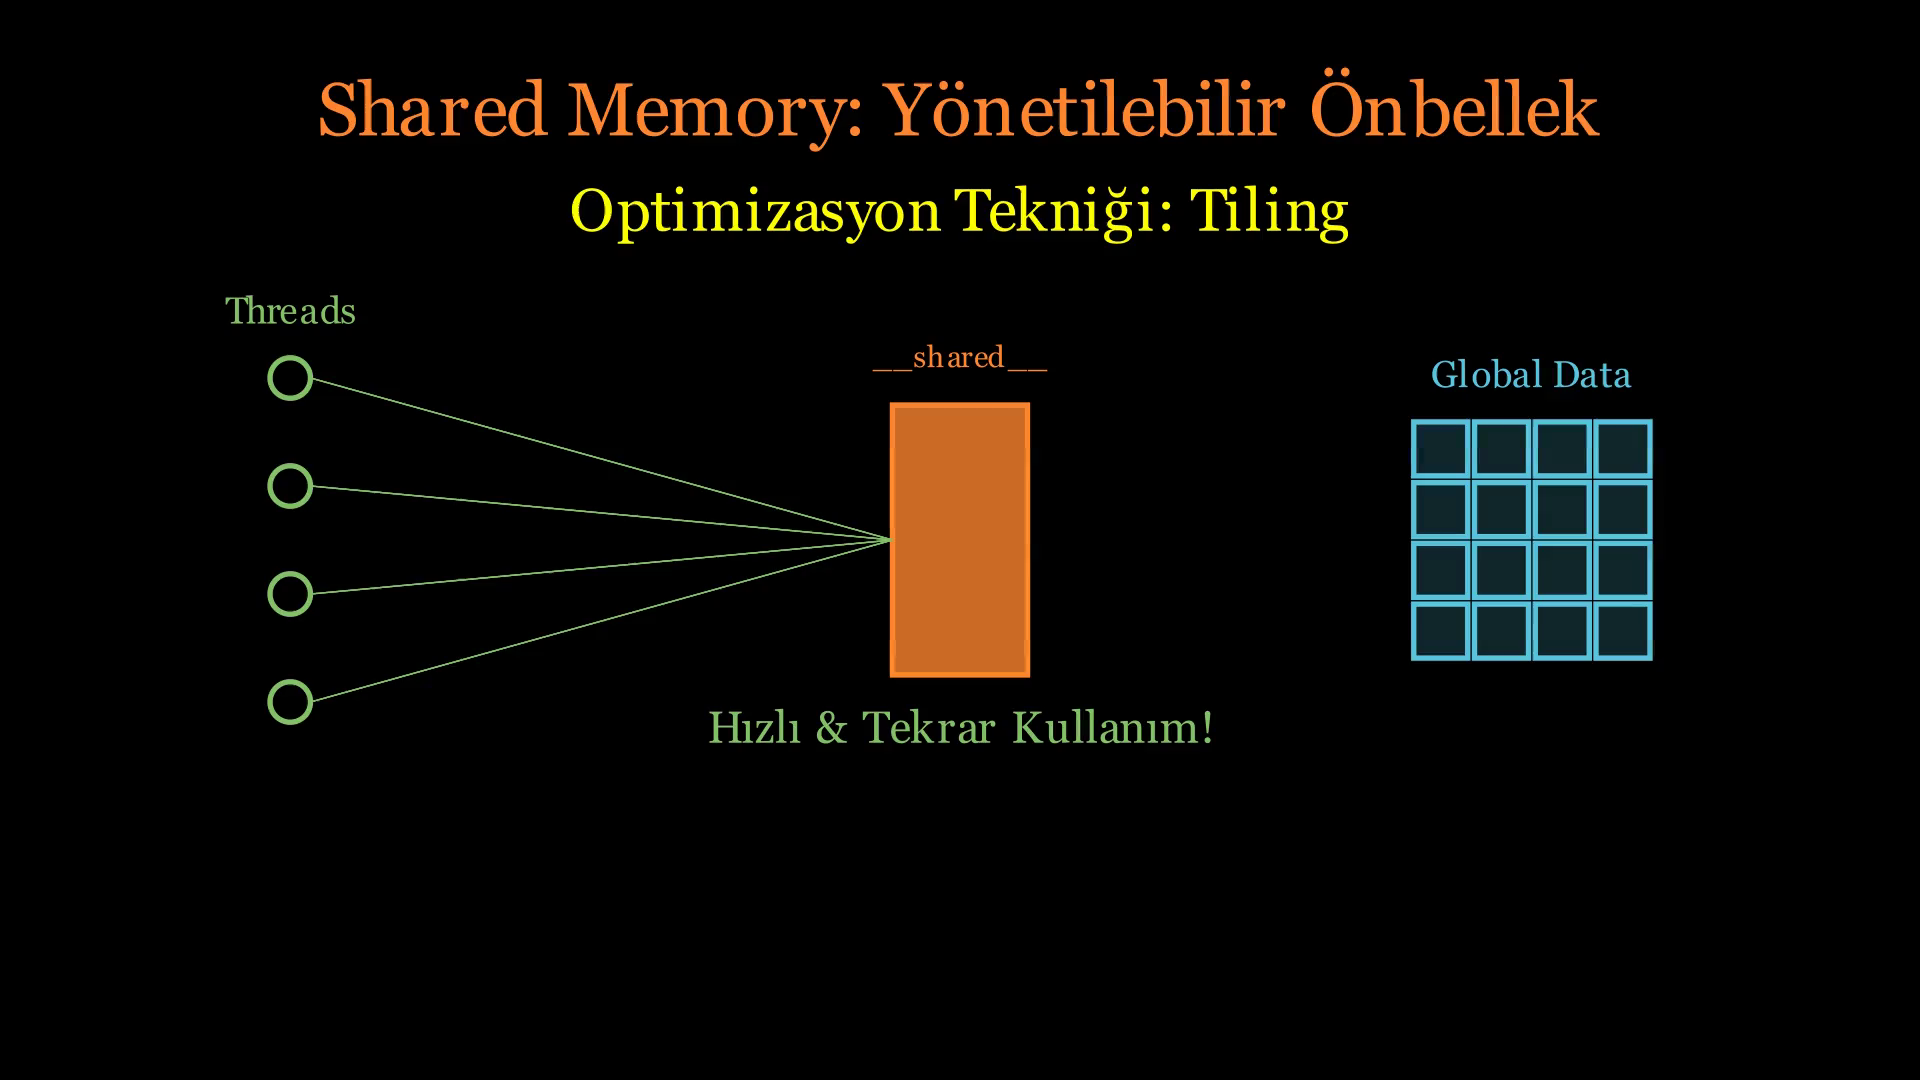 Shared Memory: Yönetilebilir Önbellek
Optimizasyon Tekniği: Tiling
Threads
__shared__
Global Data
Hızlı & Tekrar Kullanım!